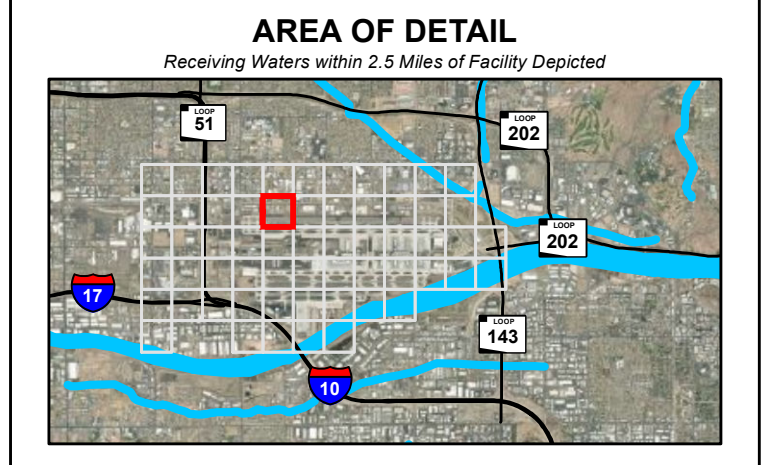 AREA OF DETAIL
Receiving Waters within 2.5 Miles of Facility Depicted
LOOP
51
LOOP
202
LOOP
202
17
LOOP
143
10